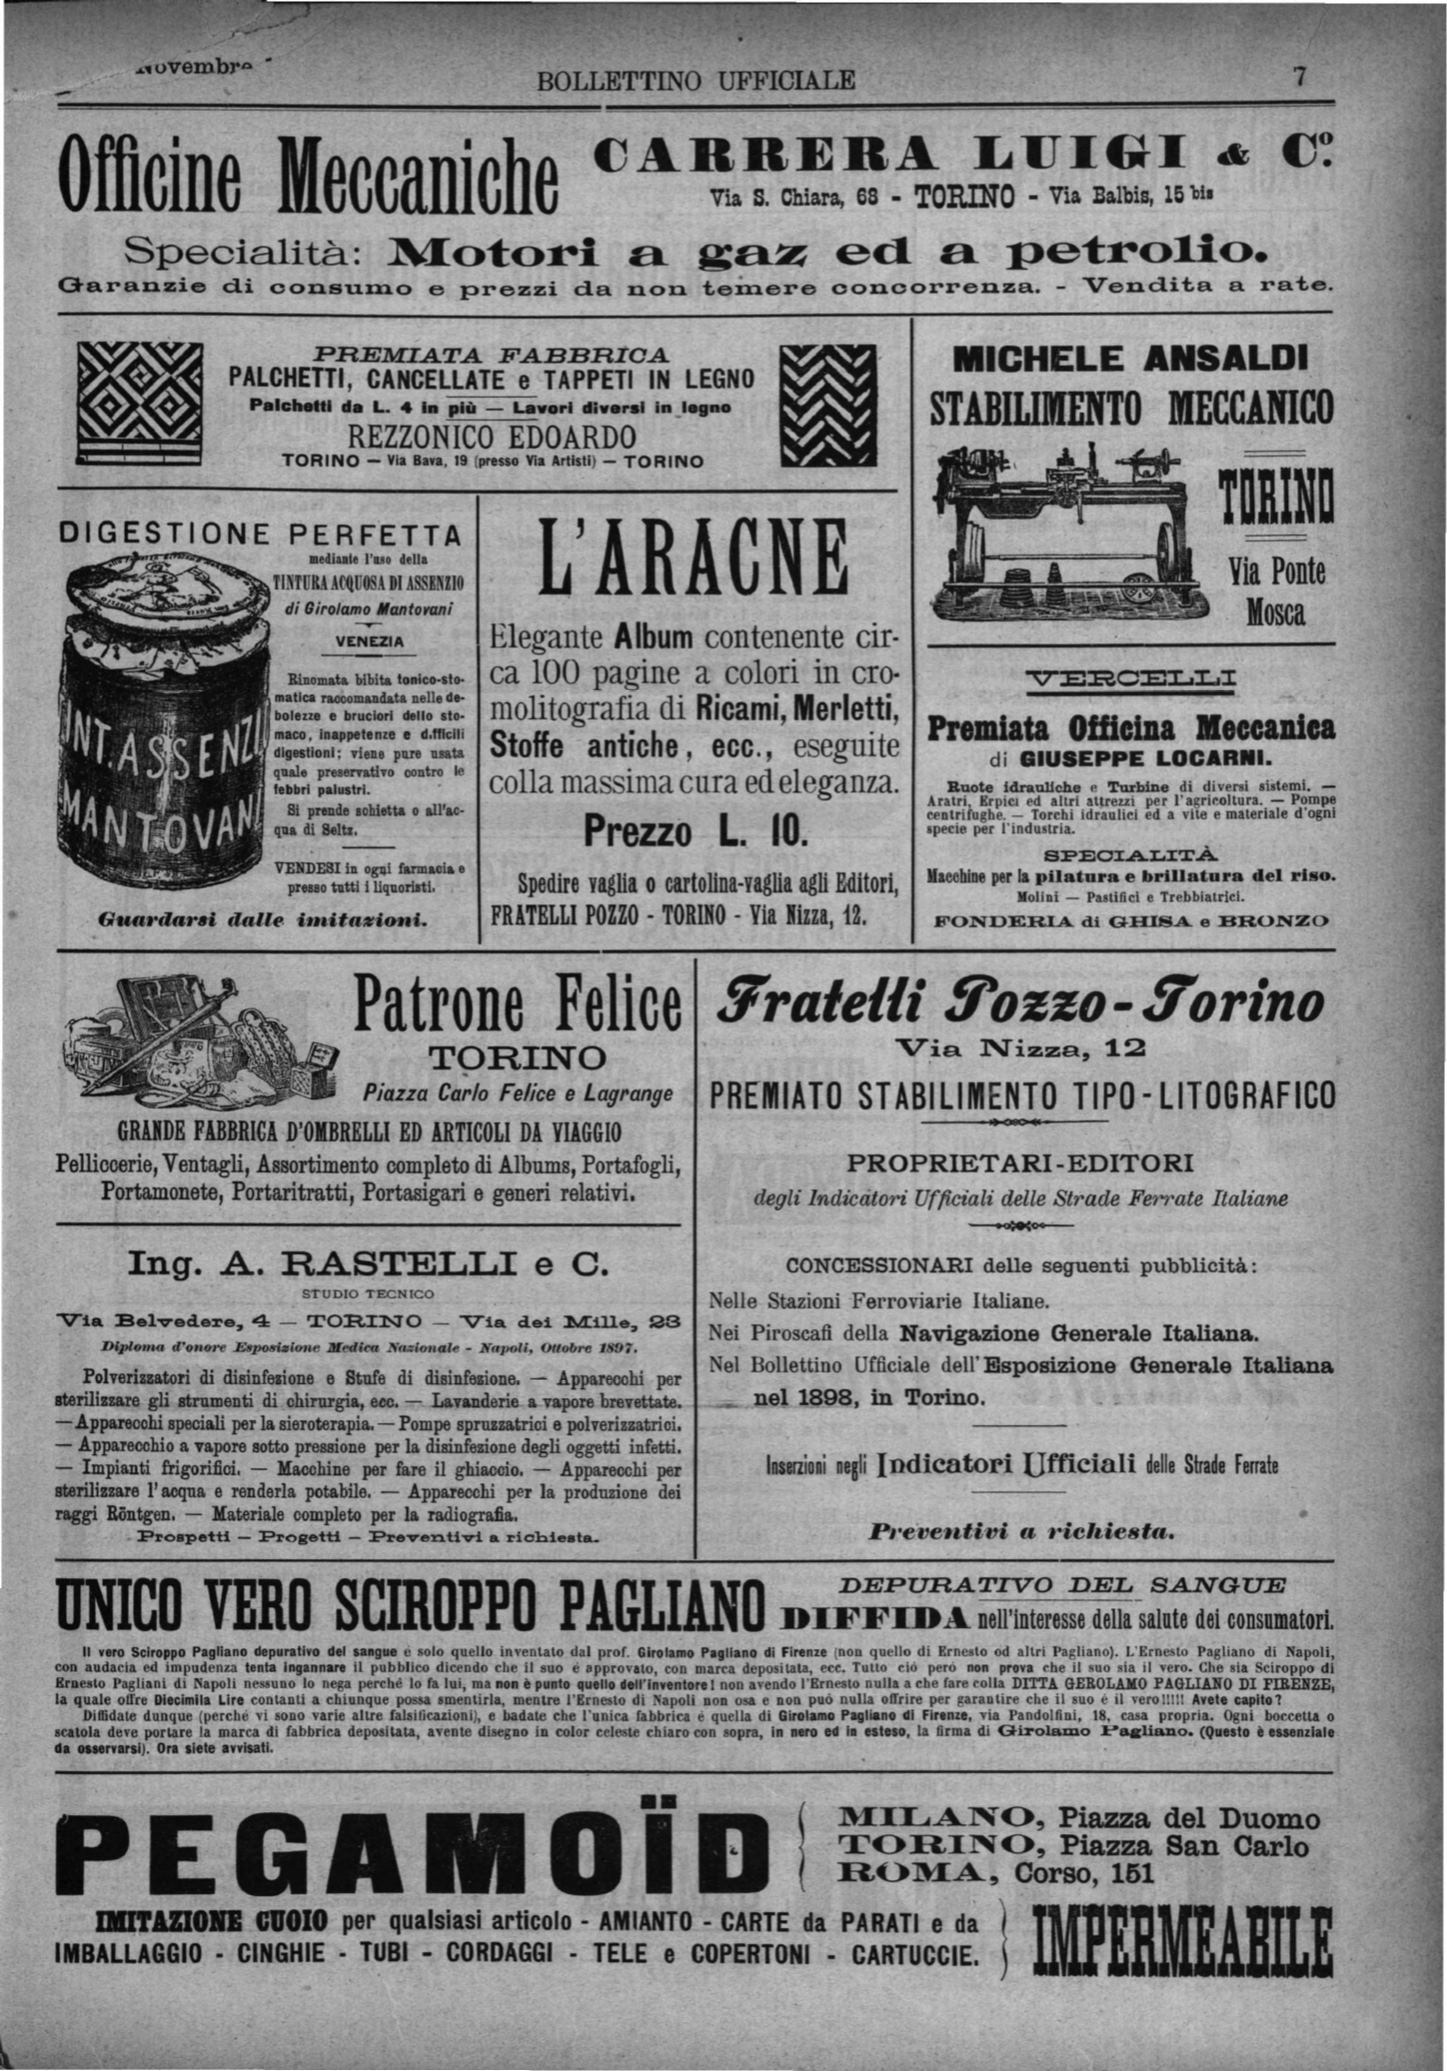 Novembre
BOLLETTINO UFFICIALE
7
Officine Meccaniche CARRERA LUIGI & Cº.
Via S. Chiara, 68 - TORINO - Via Balbis, 15 bis
Specialità: Motori a gaz ed a petrolio.
Garanzie di consumo e prezzi da non temere concorrenza. - Vendita a rate.
PREMIATA FABBRICA
PALCHETTI, CANCELLATE e TAPPETI IN LEGNO
Palchetti da L. 4 in più — Lavori diversi in legno
REZZONICO EDOARDO
TORINO — Via Bava, 19 (presso Via Artisti) — TORINO
MICHELE ANSALDI
STABILIMENTO MECCANICO
TORINO
Via Ponte
Mosca
DIGESTIONE PERFETTA
mediante l'uso della
TINTURA ACQUOSA DI ASSENZIO
di Girolamo Mantovani
VENEZIA
Rinomata bibita tonico-sto-
matica raccomandata nelle de-
bolezze e bruciori dello sto-
maco, inappetenze e difficili
digestioni; viene pure usata
quale preservativo contro le
febbri palustri.
Si prende schietta o all'ac-
qua di Seltz.
VENDESI in ogni farmacia e
presso tutti i liquoristi.
Guardarsi dalle imitazioni.
INT. ASSENZI
MANTOVANI
L'ARACNE
Elegante Album contenente cir-
ca 100 pagine a colori in cro-
molitografia di Ricami, Merletti,
Stoffe antiche, ecc., eseguite
colla massima cura ed eleganza.
Prezzo L. 10.
Spedire vaglia o cartolina-vaglia agli Editori,
FRATELLI POZZO - TORINO - Via Nizza, 12.
VERCELLI
Premiata Officina Meccanica
di GIUSEPPE LOCARNI.
Ruote idrauliche e Turbine di diversi sistemi. —
Aratri, Erpici ed altri attrezzi per l'agricoltura. — Pompe
centrifughe. — Torchi idraulici ed a vite e materiale d'ogni
specie per l'industria.
SPECIALITÀ
Macchine per la pilatura e brillatura del riso.
Molini — Pastifici e Trebbiatrici.
FONDERIA di GHISA e BRONZO
Patrone Felice
TORINO
Piazza Carlo Felice e Lagrange
GRANDE FABBRICA D'OMBRELLI ED ARTICOLI DA VIAGGIO
Pelliccerie, Ventagli, Assortimento completo di Albums, Portafogli,
Portamonete, Portaritratti, Portasigari e generi relativi.
Ing. A. RASTELLI e C.
STUDIO TECNICO
Via Belvedere, 4 — TORINO — Via dei Mille, 23
Diploma d'onore Esposizione Medica Nazionale - Napoli, Ottobre 1897.
Polverizzatori di disinfezione e Stufe di disinfezione. — Apparecchi per
sterilizzare gli strumenti di chirurgia, ecc. — Lavanderie a vapore brevettate.
— Apparecchi speciali per la sieroterapia. — Pompe spruzzatrici e polverizzatrici.
— Apparecchio a vapore sotto pressione per la disinfezione degli oggetti infetti.
— Impianti frigorifici. — Macchine per fare il ghiaccio. — Apparecchi per
sterilizzare l'acqua e renderla potabile. — Apparecchi per la produzione dei
raggi Röntgen. — Materiale completo per la radiografia.
Prospetti — Progetti — Preventivi a richiesta.
Fratelli Pozzo - Torino
Via Nizza, 12
PREMIATO STABILIMENTO TIPO-LITOGRAFICO
PROPRIETARI-EDITORI
degli Indicatori Ufficiali delle Strade Ferrate Italiane
CONCESSIONARI delle seguenti pubblicità:
Nelle Stazioni Ferroviarie Italiane.
Nei Piroscafi della Navigazione Generale Italiana.
Nel Bollettino Ufficiale dell'Esposizione Generale Italiana
nel 1898, in Torino.
Inserzioni negli Indicatori Ufficiali delle Strade Ferrate
Preventivi a richiesta.
UNICO VERO SCIROPPO PAGLIANO
DEPURATIVO DEL SANGUE
DIFFIDA nell'interesse della salute dei consumatori.
Il vero Sciroppo Pagliano depurativo del sangue è solo quello inventato dal prof. Girolamo Pagliano di Firenze (non quello di Ernesto od altri Pagliano). L'Ernesto Pagliano di Napoli,
con audacia ed impudenza tenta ingannare il pubblico dicendo che il suo è approvato, con marca depositata, ecc. Tutto ciò però non prova che il suo sia il vero. Che sia Sciroppo di
Ernesto Pagliani di Napoli nessuno lo nega perchè lo fa lui, ma non è punto quello dell'inventore! non avendo l'Ernesto nulla a che fare colla DITTA GEROLAMO PAGLIANO DI FIRENZE,
la quale offre Diecimila Lire contanti a chiunque possa smentirla, mentre l'Ernesto di Napoli non osa e non può nulla offrire per garantire che il suo è il vero!!!!! Avete capito?
Diffidate dunque (perchè vi sono varie altre falsificazioni), e badate che l'unica fabbrica è quella di Girolamo Pagliano di Firenze, via Pandolfini, 18, casa propria. Ogni boccetta o
scatola deve portare la marca di fabbrica depositata, avente disegno in color celeste chiaro con sopra, in nero ed in esteso, la firma di Girolamo Pagliano. (Questo è essenziale
da osservarsi). Ora siete avvisati.
PEGAMOÏD
MILANO, Piazza del Duomo
TORINO, Piazza San Carlo
ROMA, Corso, 151
IMITAZIONE CUOIO per qualsiasi articolo - AMIANTO - CARTE da PARATI e da
IMBALLAGGIO - CINGHIE - TUBI - CORDAGGI - TELE e COPERTONI - CARTUCCIE.
IMPERMEABILE